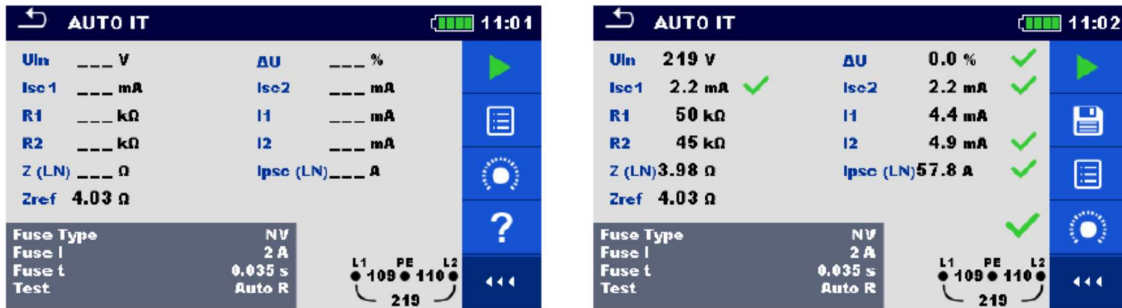 AUTO IT 11:01
Uln ___ V ΔU ___ %
Isc1 ___ mA Isc2 ___ mA
R1 ___ kΩ I1 ___ mA
R2 ___ kΩ I2 ___ mA
Z (LN) ___ Ω Ipsc (LN)___ A
Zref 4.03 Ω
?
Fuse Type NV
Fuse I 2 A
Fuse t 0.035 s
Test Auto R
L1 PE L2
109 110
219
AUTO IT 11:02
Uln 219 V ΔU 0.0 %
Isc1 2.2 mA Isc2 2.2 mA
R1 50 kΩ I1 4.4 mA
R2 45 kΩ I2 4.9 mA
Z (LN)3.98 Ω Ipsc (LN)57.8 A
Zref 4.03 Ω
Fuse Type NV
Fuse I 2 A
Fuse t 0.035 s
Test Auto R
L1 PE L2
109 110
219